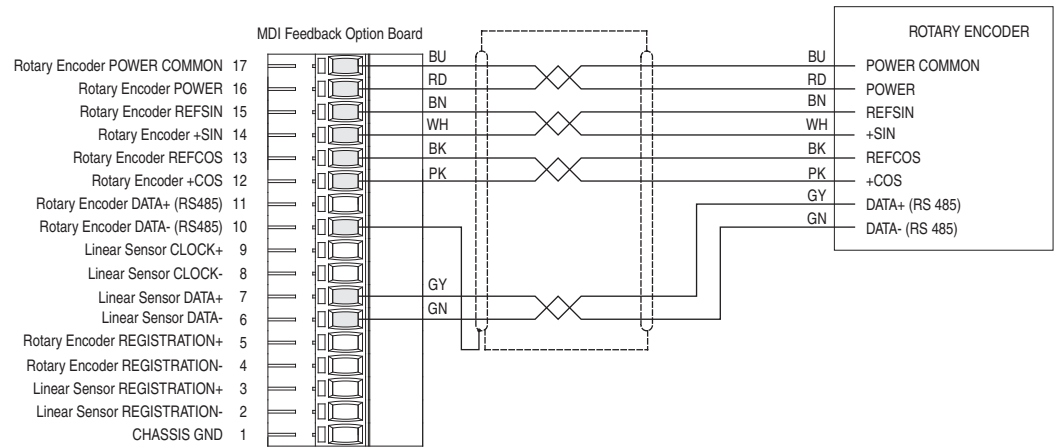 MDI Feedback Option Board
ROTARY ENCODER
Rotary Encoder POWER COMMON 17 BU BU POWER COMMON
Rotary Encoder POWER 16 RD RD POWER
Rotary Encoder REFSIN 15 BN BN REFSIN
Rotary Encoder +SIN 14 WH WH +SIN
Rotary Encoder REFCOS 13 BK BK REFCOS
Rotary Encoder +COS 12 PK PK +COS
Rotary Encoder DATA+ (RS485) 11 GY DATA+ (RS 485)
Rotary Encoder DATA- (RS485) 10 GN DATA- (RS 485)
Linear Sensor CLOCK+ 9
Linear Sensor CLOCK- 8
Linear Sensor DATA+ 7 GY
Linear Sensor DATA- 6 GN
Rotary Encoder REGISTRATION+ 5
Rotary Encoder REGISTRATION- 4
Linear Sensor REGISTRATION+ 3
Linear Sensor REGISTRATION- 2
CHASSIS GND 1